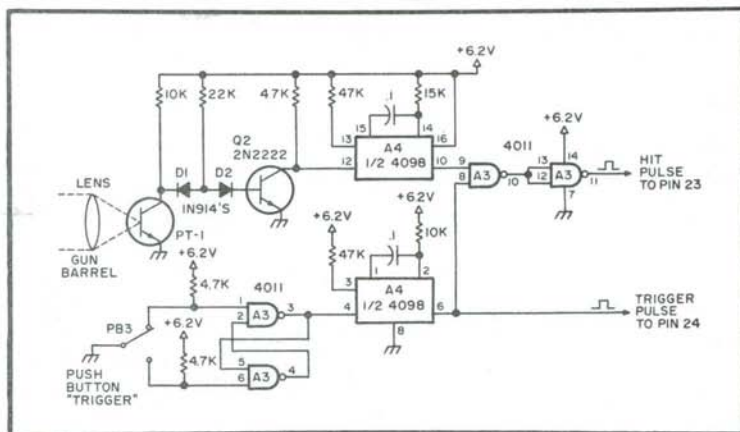 +6.2V
10K
22K
47K
47K
.1
15K
+6.2V
Q2
2N2222
15
14
13
16
A4
1/2 4098
12
10
4011
D1
D2
1N914'S
LENS
GUN
BARREL
PT-1
9
8
A3
10
13
12
14
A3
7
11
HIT
PULSE
TO PIN 23
+6.2V
4.7K
+6.2V
47K
+6.2V
.1
10K
4011
1
2
A3
3
3
1
2
A4
1/2 4098
4
6
8
TRIGGER
PULSE
TO PIN 24
PB3
+6.2V
4.7K
5
6
A3
4
PUSH
BUTTON
"TRIGGER"